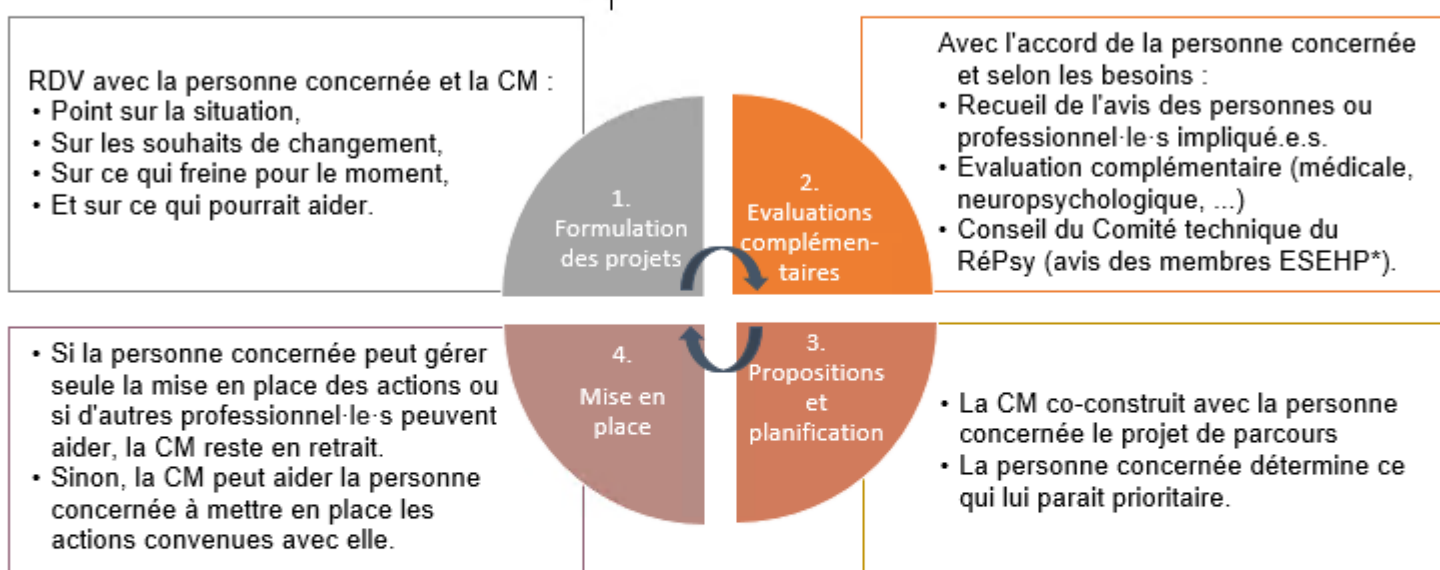 RDV avec la personne concernée et la CM :
• Point sur la situation,
• Sur les souhaits de changement,
• Sur ce qui freine pour le moment,
• Et sur ce qui pourrait aider.
1.
Formulation
des projets
2.
Evaluations
complémen-
taires
Avec l'accord de la personne concernée
et selon les besoins :
• Recueil de l'avis des personnes ou
professionnel·le·s impliqué.e.s.
• Evaluation complémentaire (médicale,
neuropsychologique, ...)
• Conseil du Comité technique du
RéPsy (avis des membres ESEHP*).
3.
Propositions
et
planification
• La CM co-construit avec la personne
concernée le projet de parcours
• La personne concernée détermine ce
qui lui parait prioritaire.
4.
Mise en
place
• Si la personne concernée peut gérer
seule la mise en place des actions ou
si d'autres professionnel·le·s peuvent
aider, la CM reste en retrait.
• Sinon, la CM peut aider la personne
concernée à mettre en place les
actions convenues avec elle.